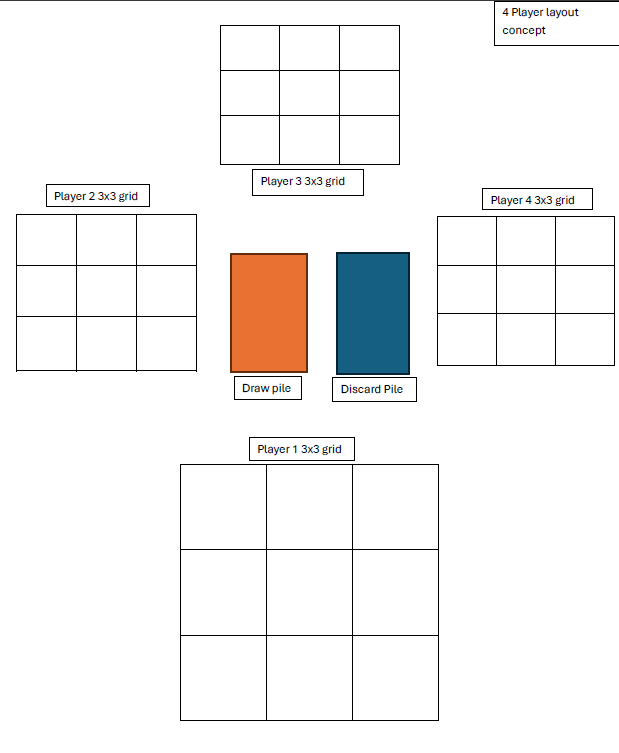 4 Player layout
concept
Player 3 3x3 grid
Player 2 3x3 grid
Player 4 3x3 grid
Draw pile
Discard Pile
Player 1 3x3 grid